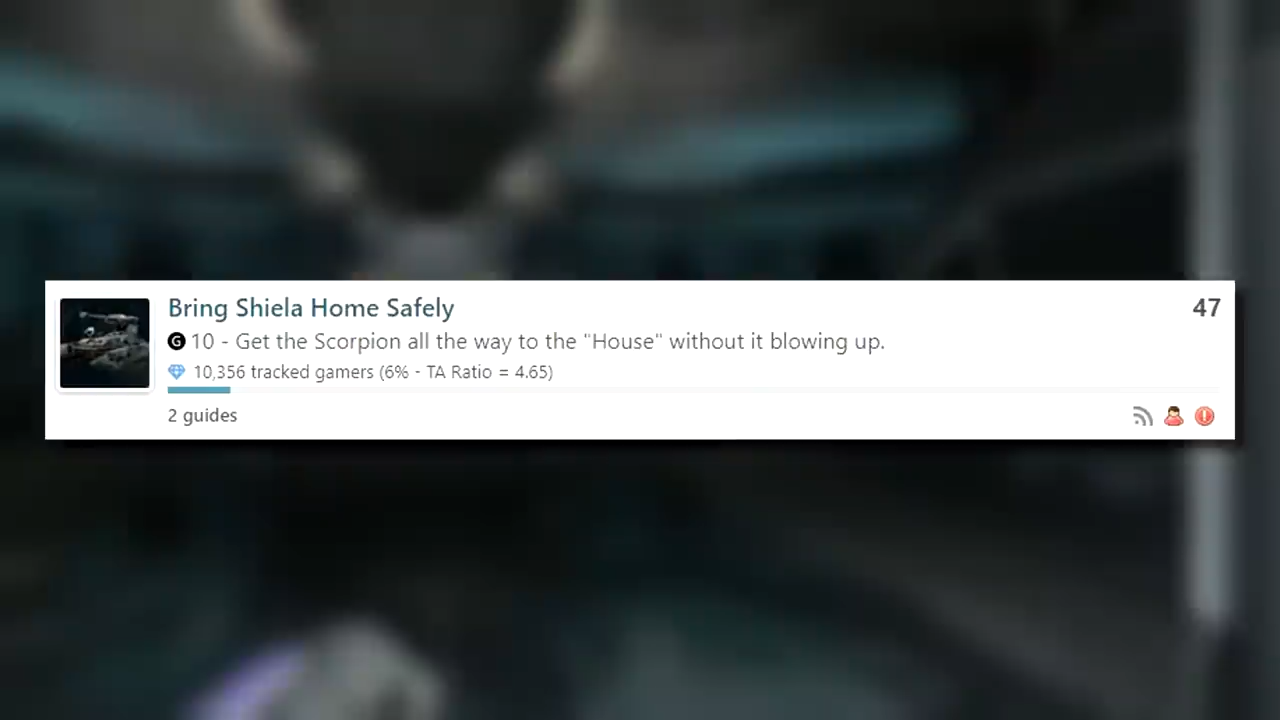 Bring Shiela Home Safely
47
G 10 - Get the Scorpion all the way to the "House" without it blowing up.
10,356 tracked gamers (6% - TA Ratio = 4.65)
2 guides